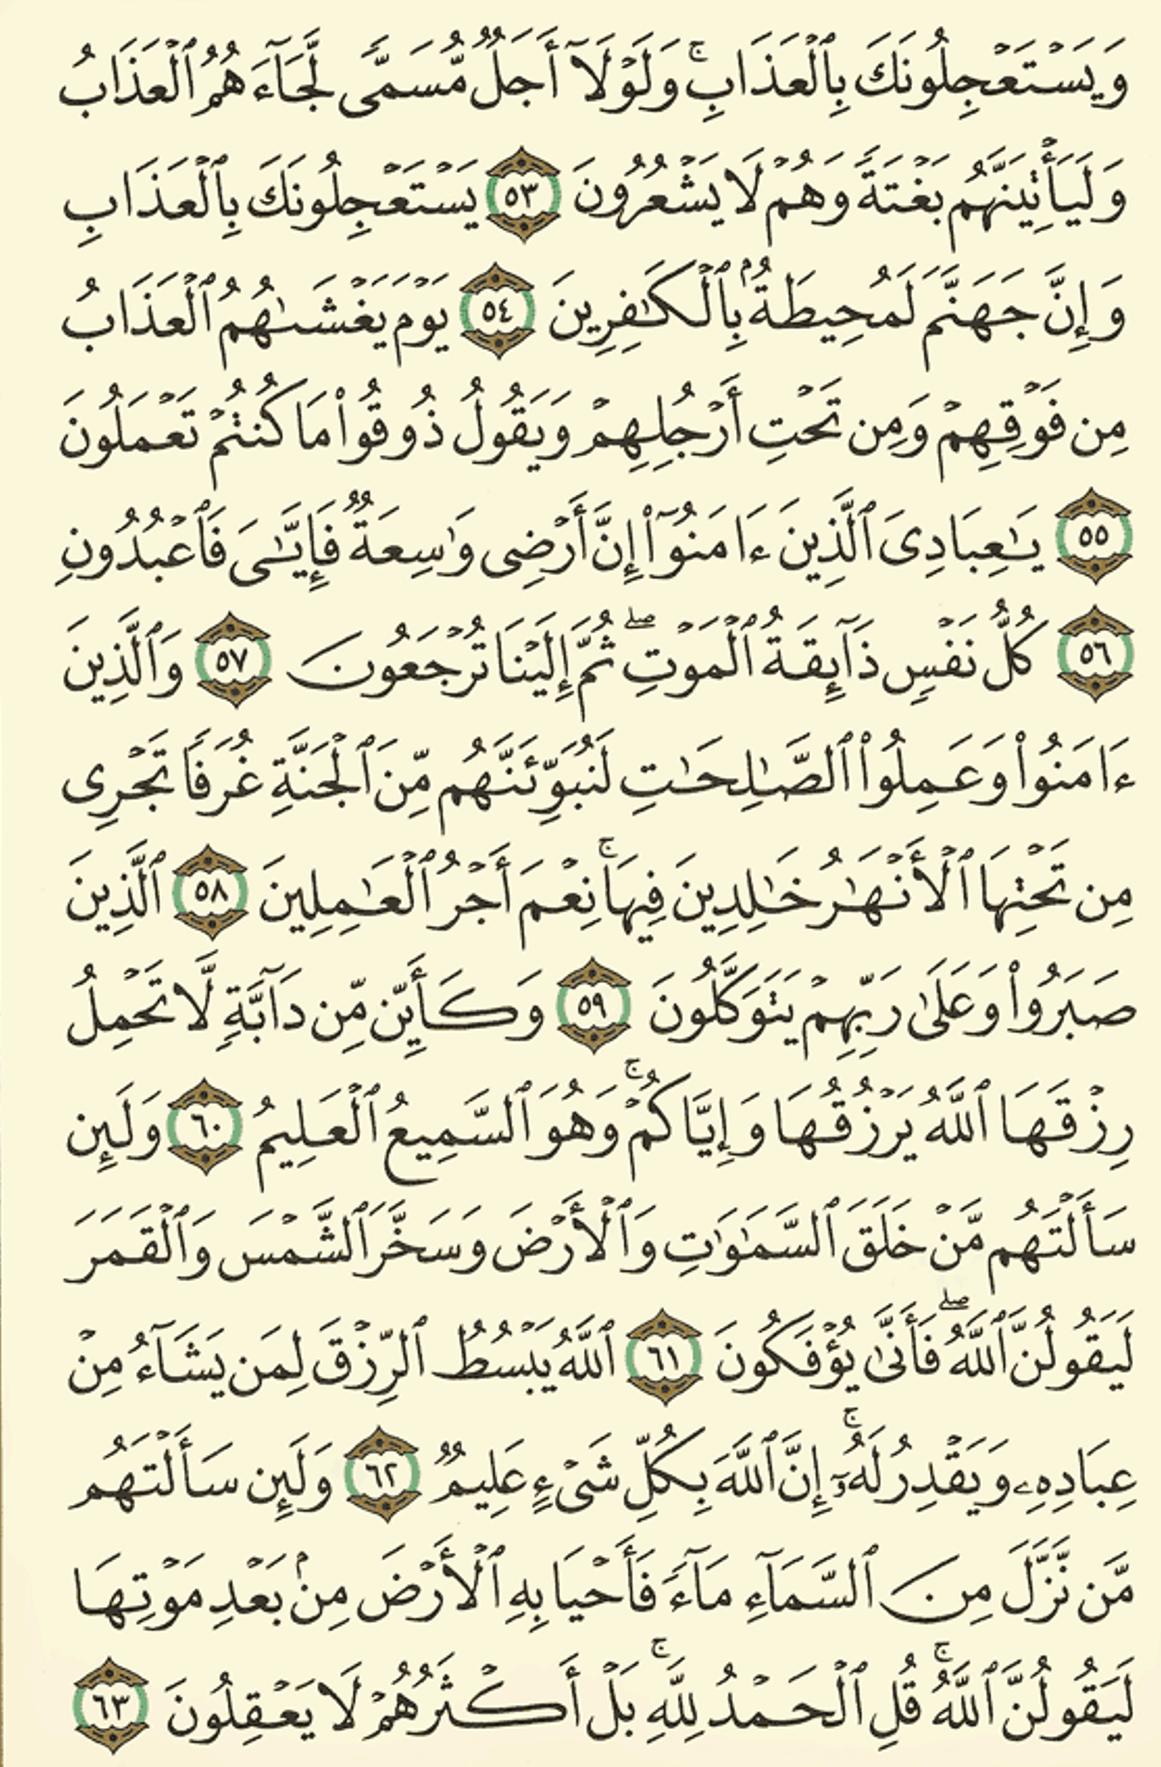 وَيَسْتَعْجِلُونَكَ بِٱلْعَذَابِ ۚ وَلَوْلَآ أَجَلٌ مُّسَمًّى لَّجَآءَهُمُ ٱلْعَذَابُ
وَلَيَأْتِيَنَّهُم بَغْتَةً وَهُمْ لَا يَشْعُرُونَ ٥٣ يَسْتَعْجِلُونَكَ بِٱلْعَذَابِ
وَإِنَّ جَهَنَّمَ لَمُحِيطَةٌۢ بِٱلْكَـٰفِرِينَ ٥٤ يَوْمَ يَغْشَىٰهُمُ ٱلْعَذَابُ
مِن فَوْقِهِمْ وَمِن تَحْتِ أَرْجُلِهِمْ وَيَقُولُ ذُوقُوا۟ مَا كُنتُمْ تَعْمَلُونَ
٥٥ يَـٰعِبَادِىَ ٱلَّذِينَ ءَامَنُوٓا۟ إِنَّ أَرْضِى وَٰسِعَةٌ فَإِيَّـٰىَ فَٱعْبُدُونِ
٥٦ كُلُّ نَفْسٍ ذَآئِقَةُ ٱلْمَوْتِ ۖ ثُمَّ إِلَيْنَا تُرْجَعُونَ ٥٧ وَٱلَّذِينَ
ءَامَنُوا۟ وَعَمِلُوا۟ ٱلصَّـٰلِحَـٰتِ لَنُبَوِّئَنَّهُم مِّنَ ٱلْجَنَّةِ غُرَفًا تَجْرِى
مِن تَحْتِهَا ٱلْأَنْهَـٰرُ خَـٰلِدِينَ فِيهَا ۚ نِعْمَ أَجْرُ ٱلْعَـٰمِلِينَ ٥٨ ٱلَّذِينَ
صَبَرُوا۟ وَعَلَىٰ رَبِّهِمْ يَتَوَكَّلُونَ ٥٩ وَكَأَيِّن مِّن دَآبَّةٍ لَّا تَحْمِلُ
رِزْقَهَا ٱللَّهُ يَرْزُقُهَا وَإِيَّاكُمْ ۚ وَهُوَ ٱلسَّمِيعُ ٱلْعَلِيمُ ٦٠ وَلَئِن
سَأَلْتَهُم مَّنْ خَلَقَ ٱلسَّمَـٰوَٰتِ وَٱلْأَرْضَ وَسَخَّرَ ٱلشَّمْسَ وَٱلْقَمَرَ
لَيَقُولُنَّ ٱللَّهُ ۖ فَأَنَّىٰ يُؤْفَكُونَ ٦١ ٱللَّهُ يَبْسُطُ ٱلرِّزْقَ لِمَن يَشَآءُ مِنْ
عِبَادِهِۦ وَيَقْدِرُ لَهُۥٓ ۚ إِنَّ ٱللَّهَ بِكُلِّ شَىْءٍ عَلِيمٌ ٦٢ وَلَئِن سَأَلْتَهُم
مَّن نَّزَّلَ مِنَ ٱلسَّمَآءِ مَآءً فَأَحْيَا بِهِ ٱلْأَرْضَ مِنۢ بَعْدِ مَوْتِهَا
لَيَقُولُنَّ ٱللَّهُ ۚ قُلِ ٱلْحَمْدُ لِلَّهِ ۚ بَلْ أَكْثَرُهُمْ لَا يَعْقِلُونَ ٦٣